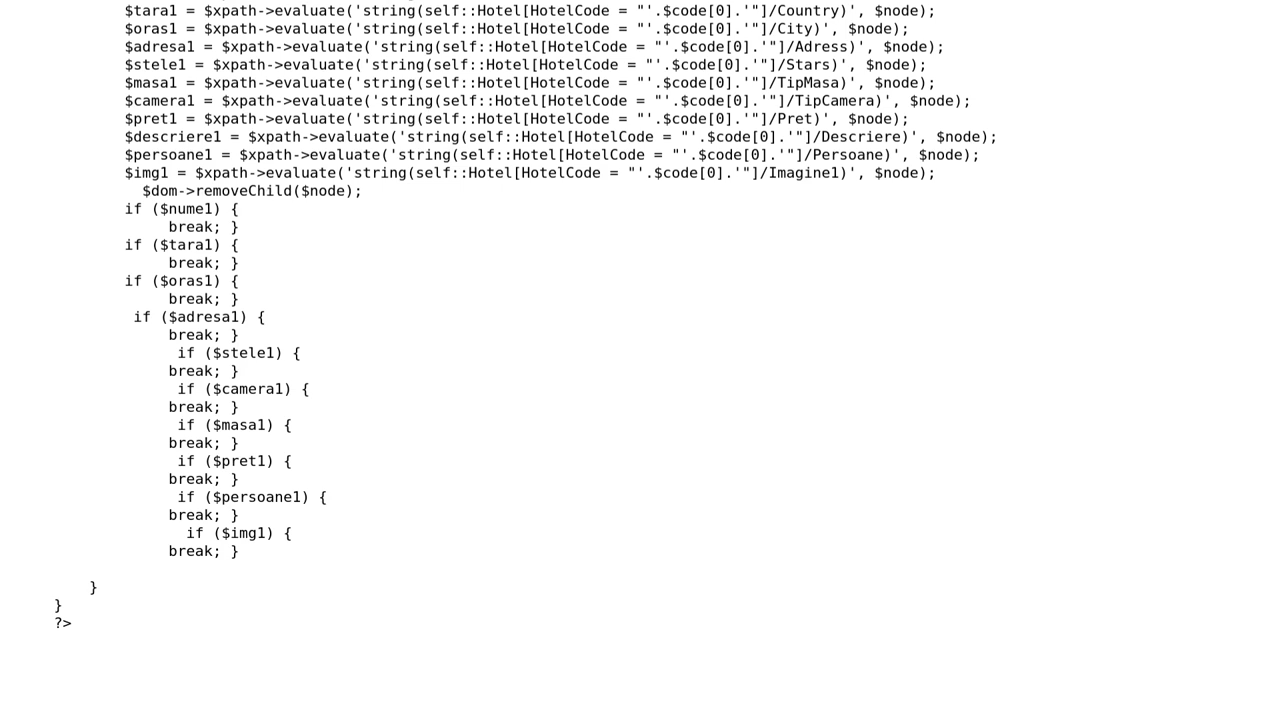 $tara1 = $xpath->evaluate('string(self::Hotel[HotelCode = "'.$code[0].'"]/Country)', $node);
$oras1 = $xpath->evaluate('string(self::Hotel[HotelCode = "'.$code[0].'"]/City)', $node);
$adresa1 = $xpath->evaluate('string(self::Hotel[HotelCode = "'.$code[0].'"]/Adress)', $node);
$stele1 = $xpath->evaluate('string(self::Hotel[HotelCode = "'.$code[0].'"]/Stars)', $node);
$masa1 = $xpath->evaluate('string(self::Hotel[HotelCode = "'.$code[0].'"]/TipMasa)', $node);
$camera1 = $xpath->evaluate('string(self::Hotel[HotelCode = "'.$code[0].'"]/TipCamera)', $node);
$pret1 = $xpath->evaluate('string(self::Hotel[HotelCode = "'.$code[0].'"]/Pret)', $node);
$descriere1 = $xpath->evaluate('string(self::Hotel[HotelCode = "'.$code[0].'"]/Descriere)', $node);
$persoane1 = $xpath->evaluate('string(self::Hotel[HotelCode = "'.$code[0].'"]/Persoane)', $node);
$img1 = $xpath->evaluate('string(self::Hotel[HotelCode = "'.$code[0].'"]/Imagine1)', $node);
$dom->removeChild($node);
if ($nume1) {
break; }
if ($tara1) {
break; }
if ($oras1) {
break; }
if ($adresa1) {
break; }
if ($stele1) {
break; }
if ($camera1) {
break; }
if ($masa1) {
break; }
if ($pret1) {
break; }
if ($persoane1) {
break; }
if ($img1) {
break; }
}
}
?>